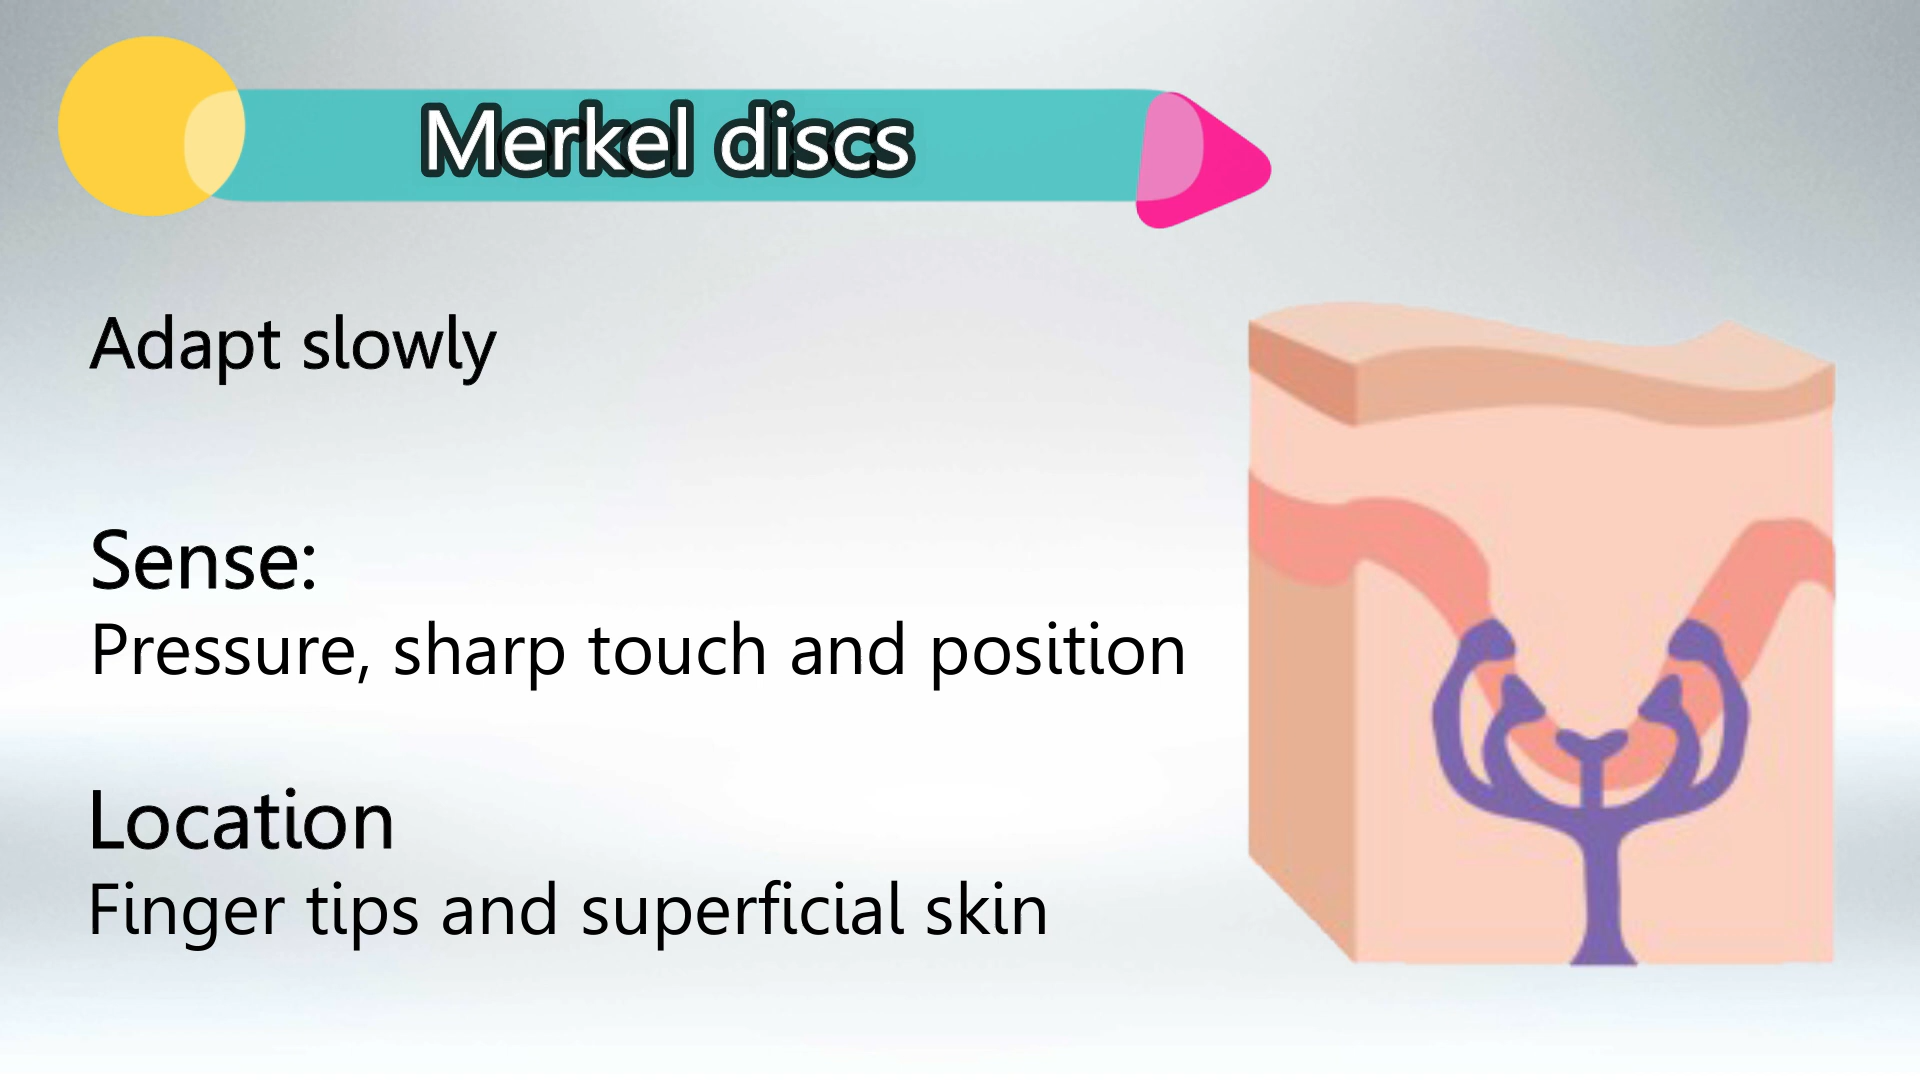 Merkel discs
Adapt slowly
Sense:
Pressure, sharp touch and position
Location
Finger tips and superficial skin